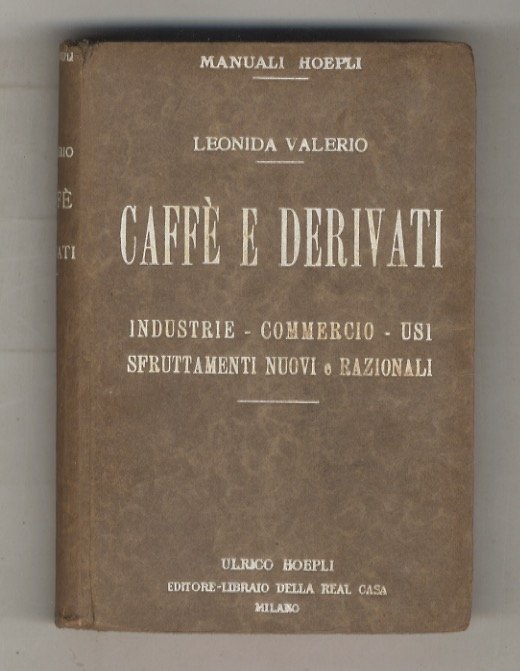 MANUALI HOEPLI
LEONIDA VALERIO
CAFFÈ E DERIVATI
INDUSTRIE - COMMERCIO - USI
SFRUTTAMENTI NUOVI e RAZIONALI
ULRICO HOEPLI
EDITORE-LIBRAIO DELLA REAL CASA
MILANO